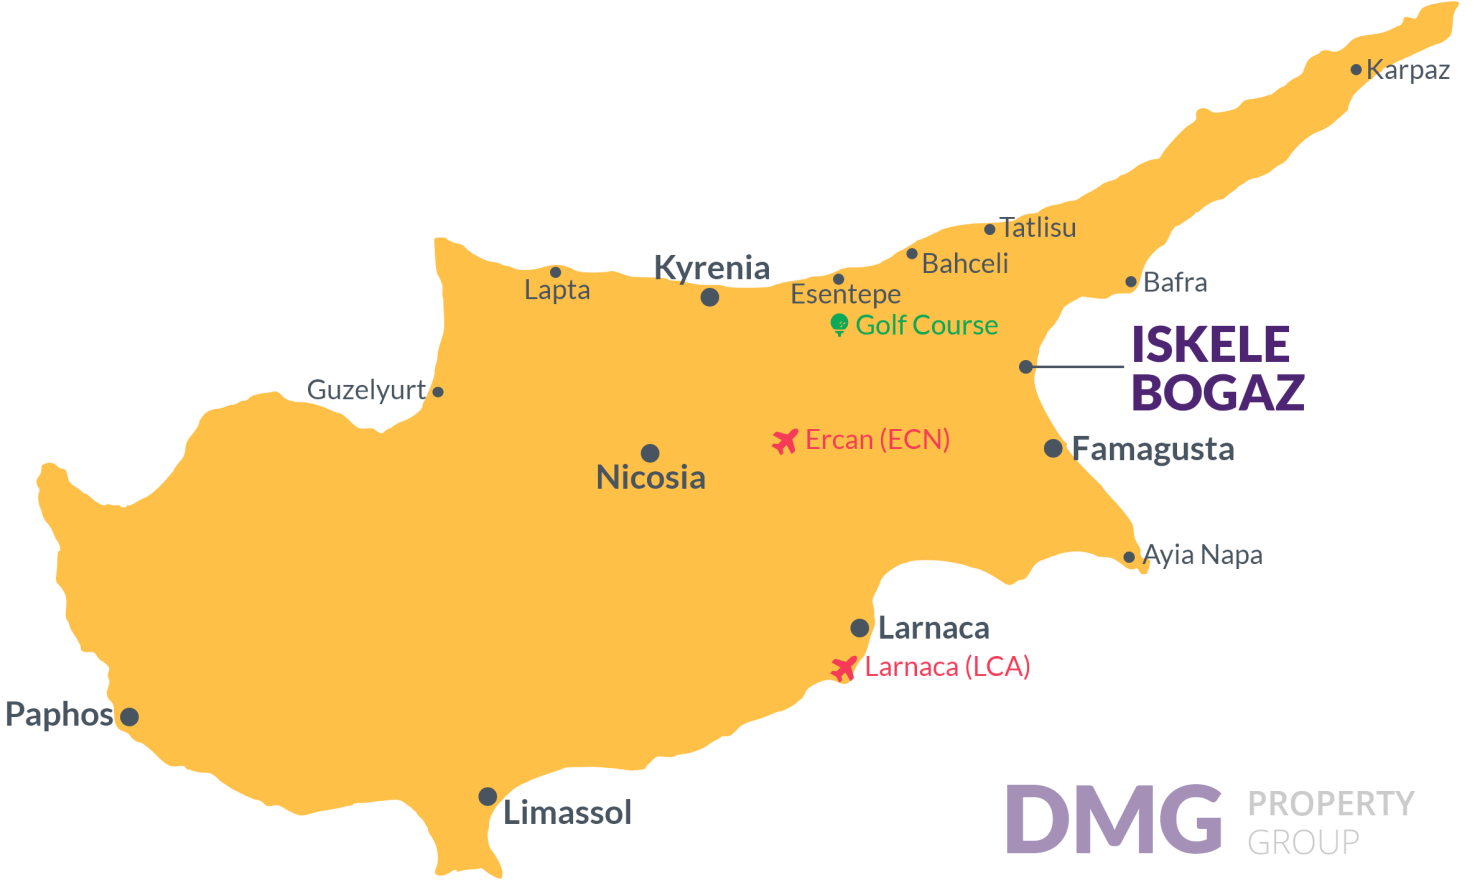 Karpaz
Tatlisu
Kyrenia
Bahceli
Lapta
Esentepe
Bafra
Golf Course
ISKELE
BOGAZ
Guzelyurt
Ercan (ECN)
Famagusta
Nicosia
Ayia Napa
Larnaca
Larnaca (LCA)
Paphos
Limassol
DMG PROPERTY
GROUP